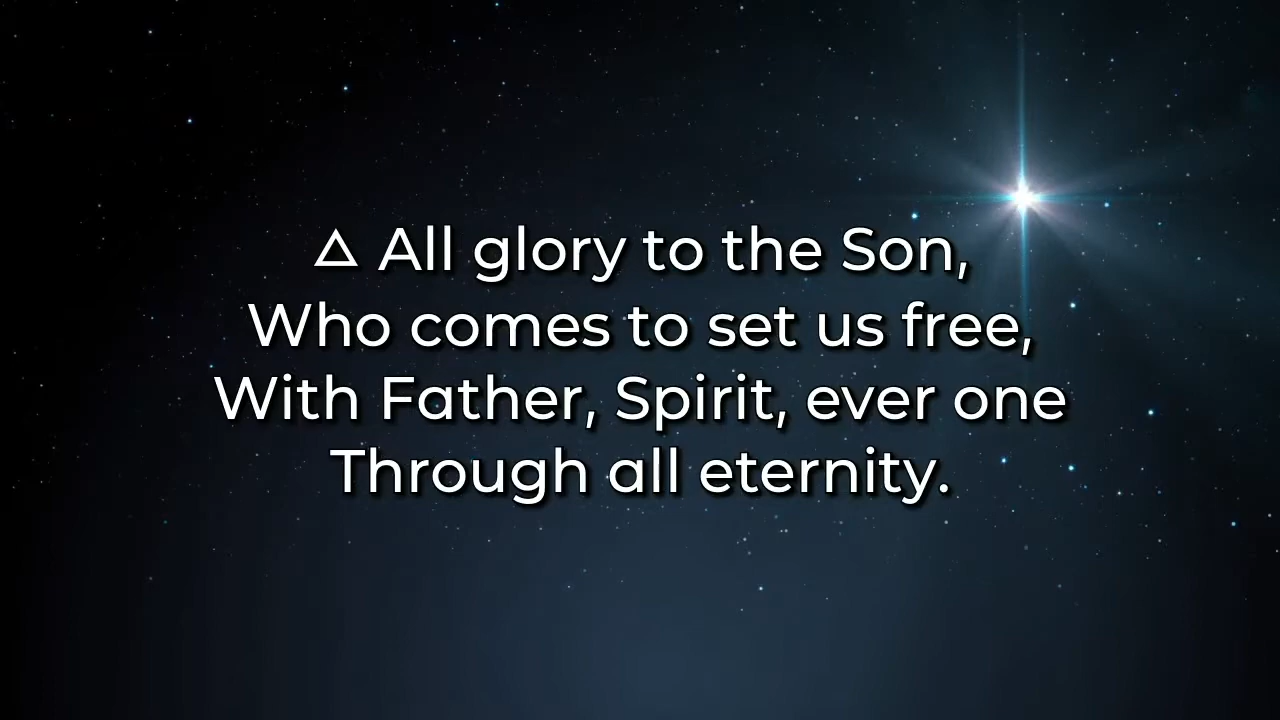 △ All glory to the Son,
Who comes to set us free,
With Father, Spirit, ever one
Through all eternity.